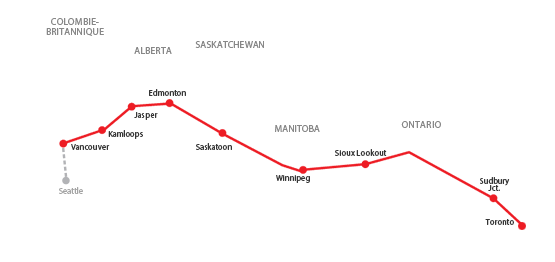 COLOMBIE-
BRITANNIQUE
ALBERTA
SASKATCHEWAN
Edmonton
Jasper
Kamloops
Vancouver
Saskatoon
MANITOBA
ONTARIO
Sioux Lookout
Winnipeg
Seattle
Sudbury
Jct.
Toronto